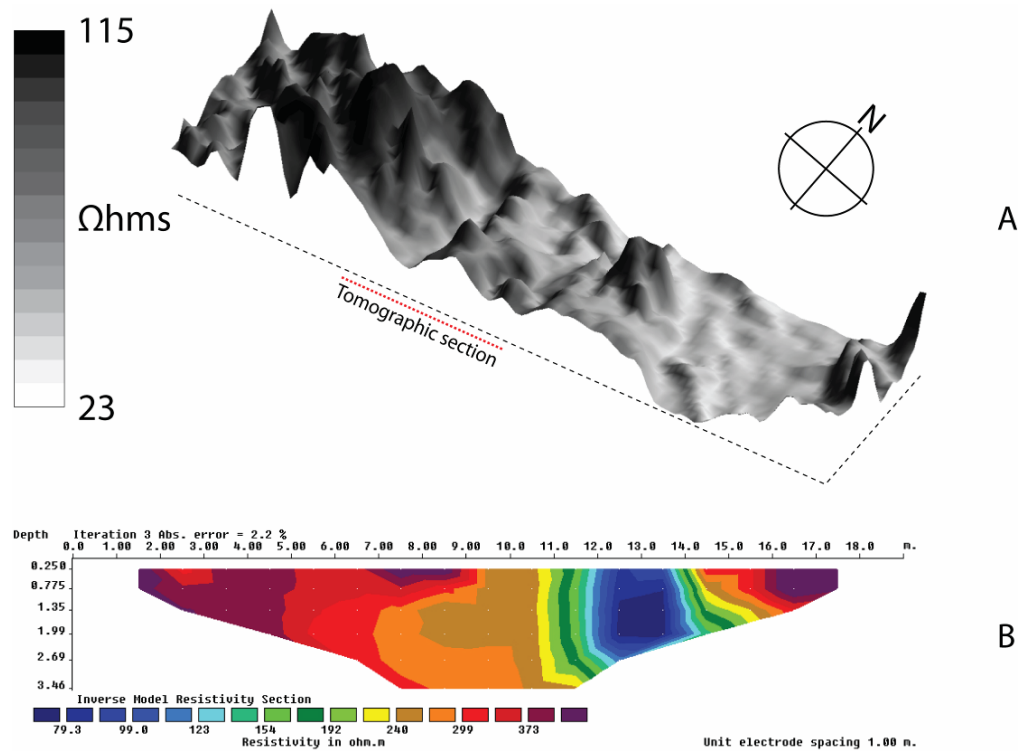 115
Ωhms
23
N
A
Tomographic section
Depth Iteration 3 Abs. error = 2.2 %
0.0 1.00 2.00 3.00 4.00 5.00 6.00 7.00 8.00 9.00 10.0 11.0 12.0 13.0 14.0 15.0 16.0 17.0 18.0 m.
0.250
0.775
1.35
1.99
2.69
3.46
B
Inverse Model Resistivity Section
79.3 99.0 123 154 192 240 299 373
Resistivity in ohm.m
Unit electrode spacing 1.00 m.